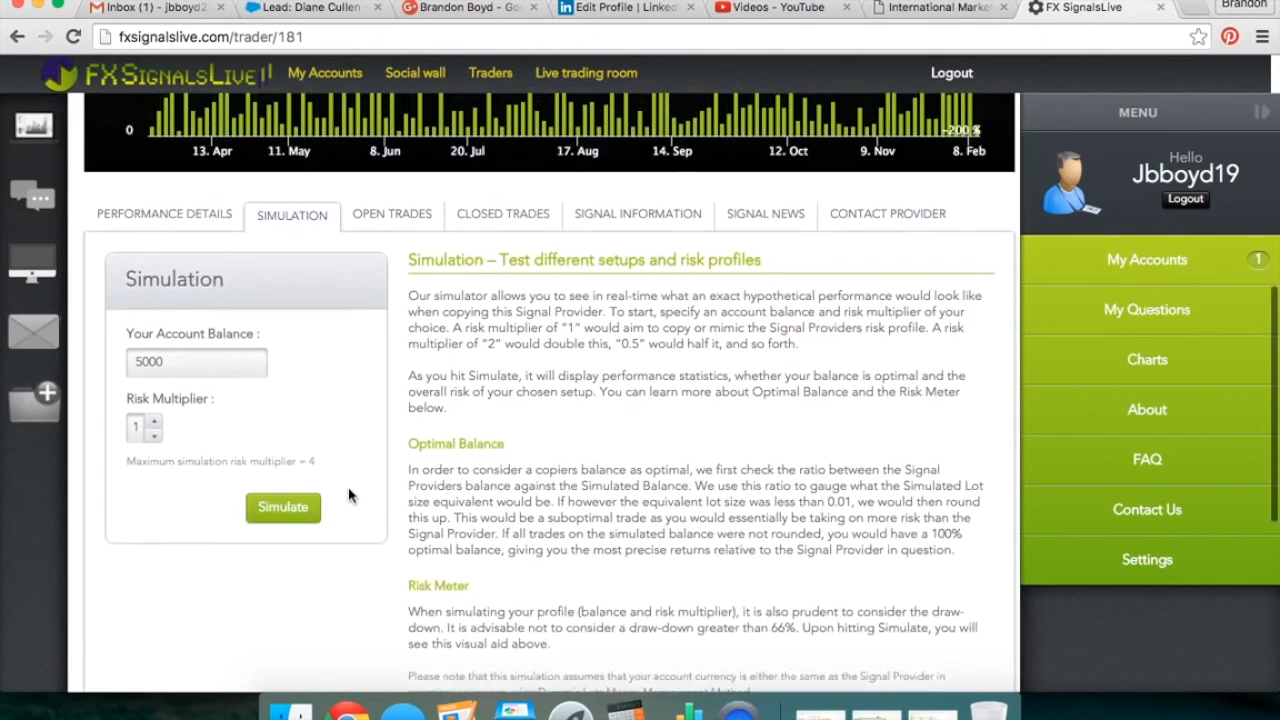 Inbox (1) - jbboyd2
Lead: Diane Cullen
Brandon Boyd - Go
Edit Profile | Linked
Videos - YouTube
International Market
FX SignalsLive
Brandon
fxsignalslive.com/trader/181
FXSIGNALSLIVE
My Accounts
Social wall
Traders
Live trading room
Logout
0
-200 %
13. Apr
11. May
8. Jun
20. Jul
17. Aug
14. Sep
12. Oct
9. Nov
8. Feb
MENU
Hello
Jbboyd19
Logout
PERFORMANCE DETAILS
SIMULATION
OPEN TRADES
CLOSED TRADES
SIGNAL INFORMATION
SIGNAL NEWS
CONTACT PROVIDER
Simulation
Your Account Balance :
5000
Risk Multiplier :
1
Maximum simulation risk multiplier = 4
Simulate
Simulation – Test different setups and risk profiles
Our simulator allows you to see in real-time what an exact hypothetical performance would look like
when copying this Signal Provider. To start, specify an account balance and risk multiplier of your
choice. A risk multiplier of "1" would aim to copy or mimic the Signal Providers risk profile. A risk
multiplier of "2" would double this, "0.5" would half it, and so forth.
As you hit Simulate, it will display performance statistics, whether your balance is optimal and the
overall risk of your chosen setup. You can learn more about Optimal Balance and the Risk Meter
below.
Optimal Balance
In order to consider a copiers balance as optimal, we first check the ratio between the Signal
Providers balance against the Simulated Balance. We use this ratio to gauge what the Simulated Lot
size equivalent would be. If however the equivalent lot size was less than 0.01, we would then round
this up. This would be a suboptimal trade as you would essentially be taking on more risk than the
Signal Provider. If all trades on the simulated balance were not rounded, you would have a 100%
optimal balance, giving you the most precise returns relative to the Signal Provider in question.
Risk Meter
When simulating your profile (balance and risk multiplier), it is also prudent to consider the draw-
down. It is advisable not to consider a draw-down greater than 66%. Upon hitting Simulate, you will
see this visual aid above.
Please note that this simulation assumes that your account currency is either the same as the Signal Provider in
My Accounts
1
My Questions
Charts
About
FAQ
Contact Us
Settings